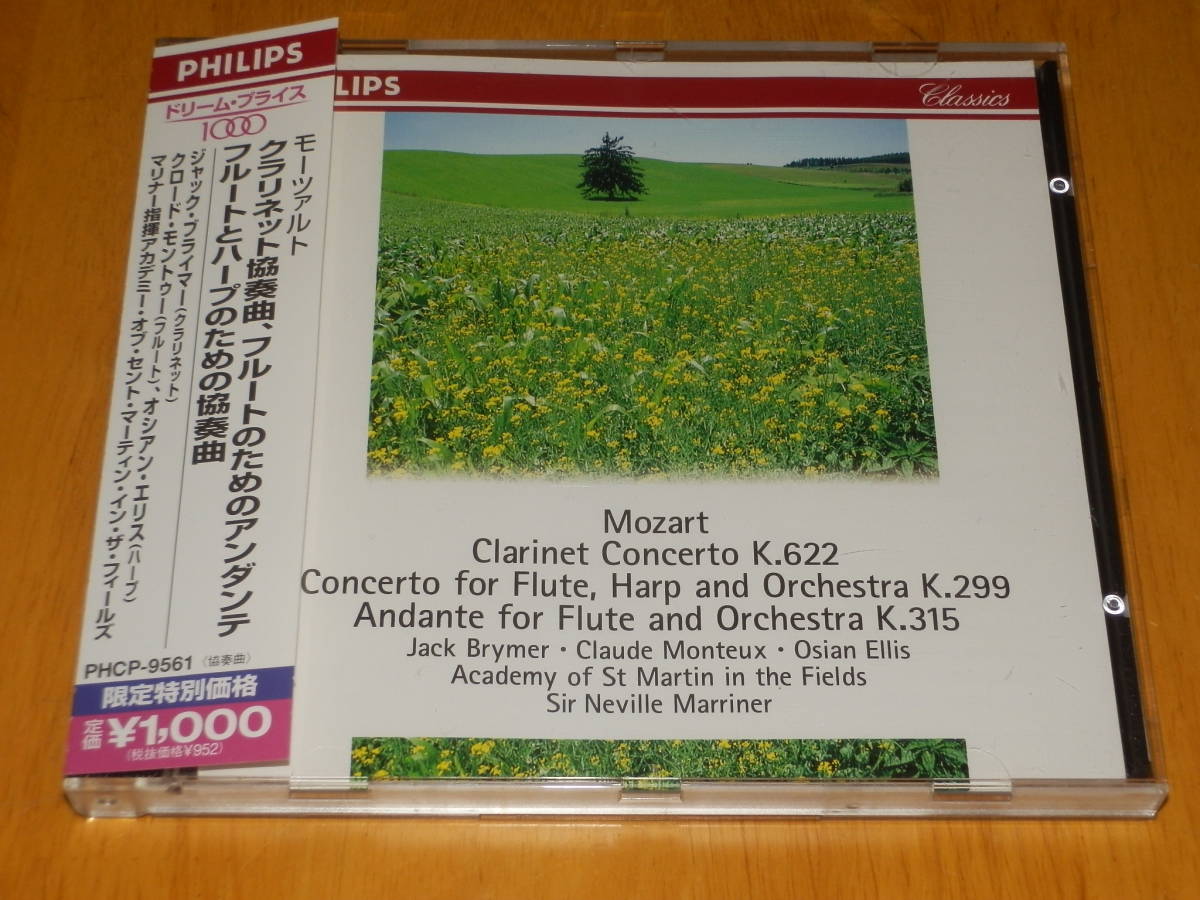 PHILIPS
ドリーム・プライス
1000
モーツァルト
クラリネット協奏曲、フルートのためのアンダンテ
フルートとハープのための協奏曲
ジャック・ブライマー(クラリネット)
クロード・モントゥー(フルート)、オシアン・エリス(ハープ)
マリナー指揮アカデミー・オブ・セント・マーティン・イン・ザ・フィールズ
PHCP-9561〈協奏曲〉
限定特別価格
定価¥1,000
(税抜価格¥952)
LIPS
Classics
Mozart
Clarinet Concerto K.622
Concerto for Flute, Harp and Orchestra K.299
Andante for Flute and Orchestra K.315
Jack Brymer・Claude Monteux・Osian Ellis
Academy of St Martin in the Fields
Sir Neville Marriner